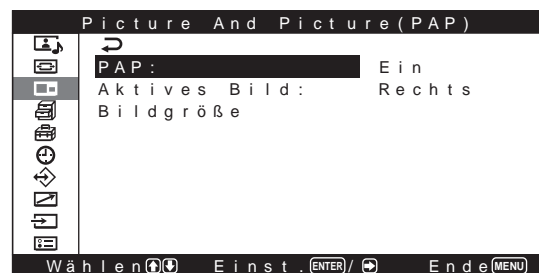 Picture And Picture(PAP)
PAP: Ein
Aktives Bild: Rechts
Bildgröße
Wählen Einst. ENTER / Ende MENU